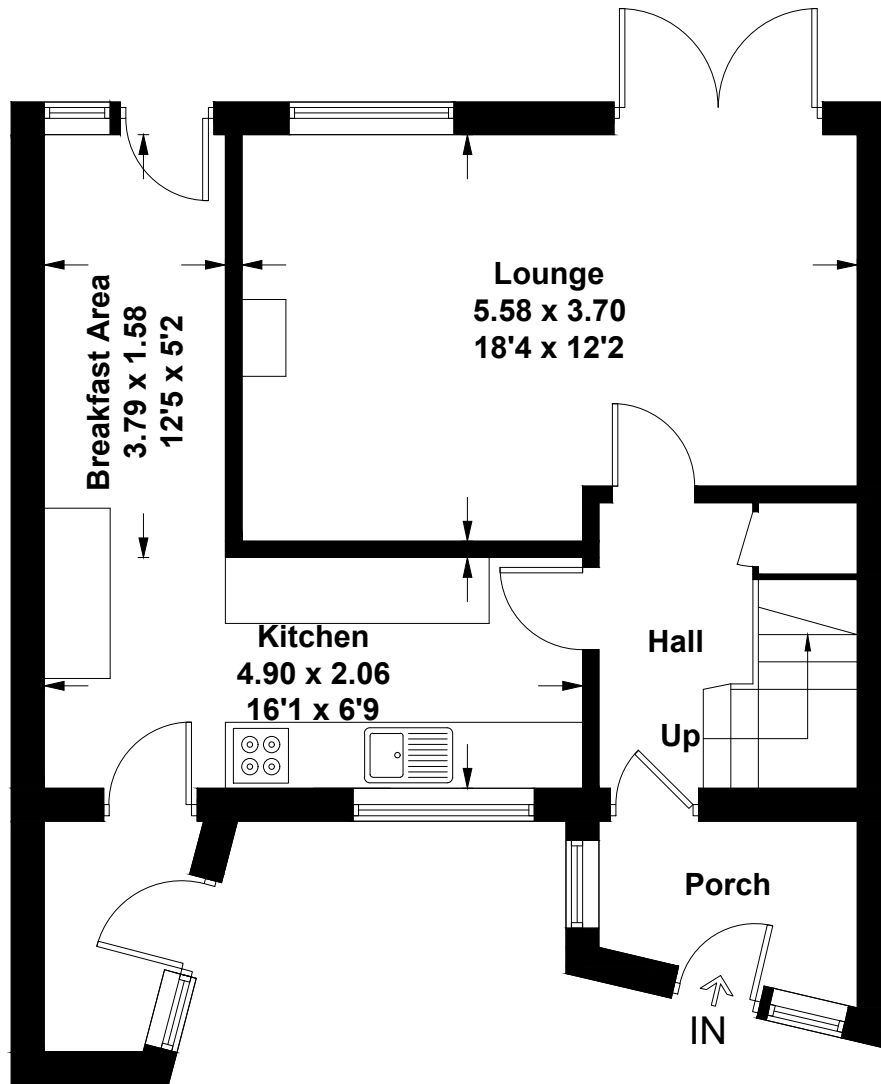 Lounge
5.58 x 3.70
18'4 x 12'2
Breakfast Area
3.79 x 1.58
12'5 x 5'2
Kitchen
4.90 x 2.06
16'1 x 6'9
Hall
Up
Porch
IN